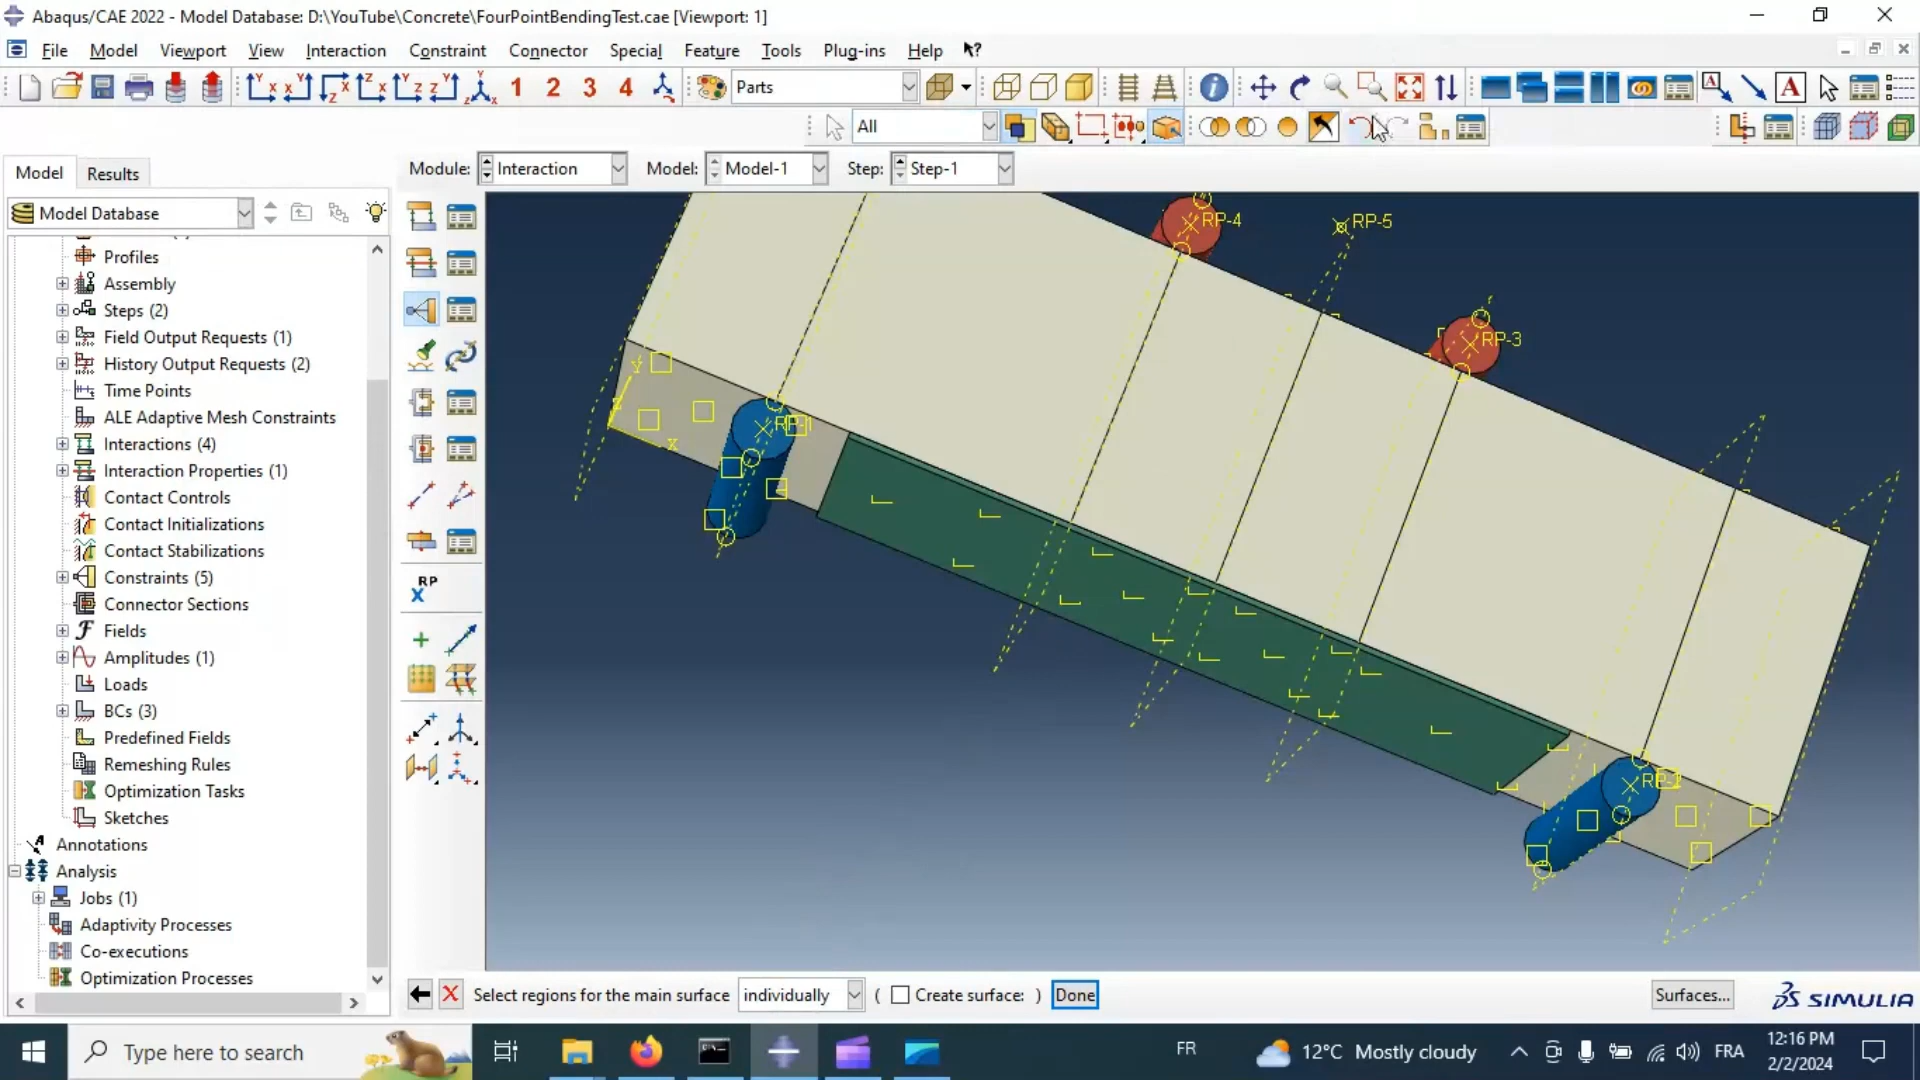 Abaqus/CAE 2022 - Model Database: D:\YouTube\Concrete\FourPointBendingTest.cae [Viewport: 1]
File Model Viewport View Interaction Constraint Connector Special Feature Tools Plug-ins Help
1 2 3 4 Parts
All
Model Results Module: Interaction Model: Model-1 Step: Step-1
Model Database
Profiles
Assembly
Steps (2)
Field Output Requests (1)
History Output Requests (2)
Time Points
ALE Adaptive Mesh Constraints
Interactions (4)
Interaction Properties (1)
Contact Controls
Contact Initializations
Contact Stabilizations
Constraints (5)
Connector Sections
Fields
Amplitudes (1)
Loads
BCs (3)
Predefined Fields
Remeshing Rules
Optimization Tasks
Sketches
Annotations
Analysis
Jobs (1)
Adaptivity Processes
Co-executions
Optimization Processes
RP
RP-4
RP-5
RP-3
Y
X
RP-1
RP-2
Select regions for the main surface individually ( Create surface: ) Done Surfaces... SIMULIA
Type here to search FR 12°C Mostly cloudy FRA 12:16 PM
2/2/2024